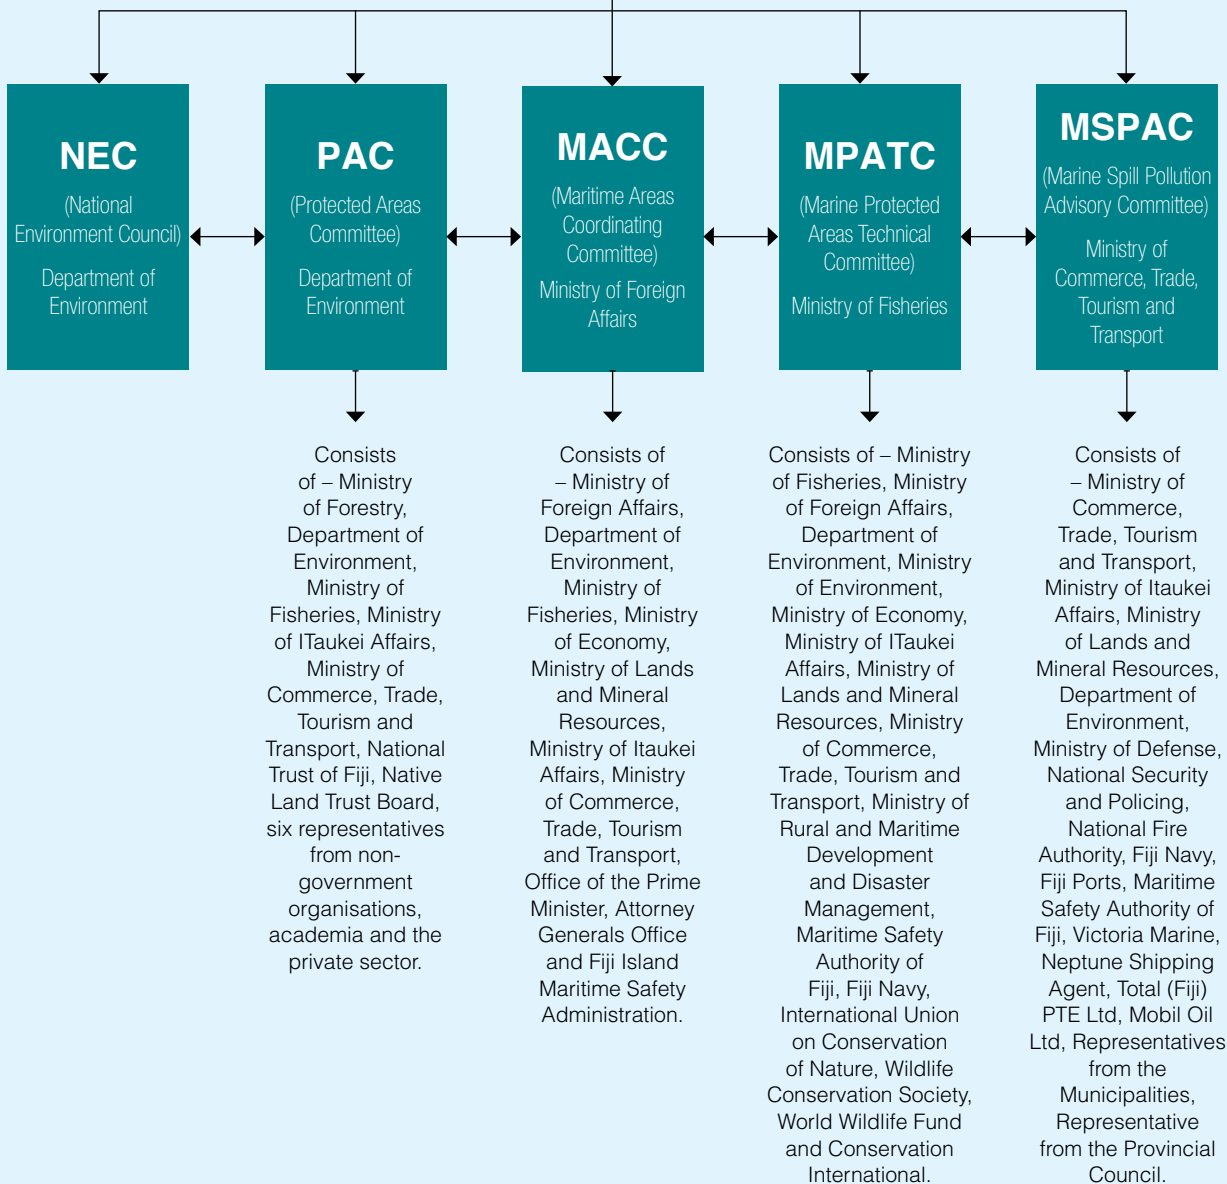 NEC
(National
Environment Council)
Department of
Environment
PAC
(Protected Areas
Committee)
Department of
Environment
MACC
(Maritime Areas
Coordinating
Committee)
Ministry of Foreign
Affairs
MPATC
(Marine Protected
Areas Technical
Committee)
Ministry of Fisheries
MSPAC
(Marine Spill Pollution
Advisory Committee)
Ministry of
Commerce, Trade,
Tourism and
Transport
Consists
of – Ministry
of Forestry,
Department of
Environment,
Ministry of
Fisheries, Ministry
of ITaukei Affairs,
Ministry of
Commerce, Trade,
Tourism and
Transport, National
Trust of Fiji, Native
Land Trust Board,
six representatives
from non-
government
organisations,
academia and the
private sector.
Consists of
– Ministry of
Foreign Affairs,
Department of
Environment,
Ministry of
Fisheries, Ministry
of Economy,
Ministry of Lands
and Mineral
Resources,
Ministry of Itaukei
Affairs, Ministry
of Commerce,
Trade, Tourism
and Transport,
Office of the Prime
Minister, Attorney
Generals Office
and Fiji Island
Maritime Safety
Administration.
Consists of – Ministry
of Fisheries, Ministry
of Foreign Affairs,
Department of
Environment, Ministry
of Environment,
Ministry of Economy,
Ministry of ITaukei
Affairs, Ministry of
Lands and Mineral
Resources, Ministry
of Commerce,
Trade, Tourism and
Transport, Ministry of
Rural and Maritime
Development
and Disaster
Management,
Maritime Safety
Authority of
Fiji, Fiji Navy,
International Union
on Conservation
of Nature, Wildlife
Conservation Society,
World Wildlife Fund
and Conservation
International.
Consists of
– Ministry of
Commerce,
Trade, Tourism
and Transport,
Ministry of Itaukei
Affairs, Ministry
of Lands and
Mineral Resources,
Department of
Environment,
Ministry of Defense,
National Security
and Policing,
National Fire
Authority, Fiji Navy,
Fiji Ports, Maritime
Safety Authority of
Fiji, Victoria Marine,
Neptune Shipping
Agent, Total (Fiji)
PTE Ltd, Mobil Oil
Ltd, Representatives
from the
Municipalities,
Representative
from the Provincial
Council.